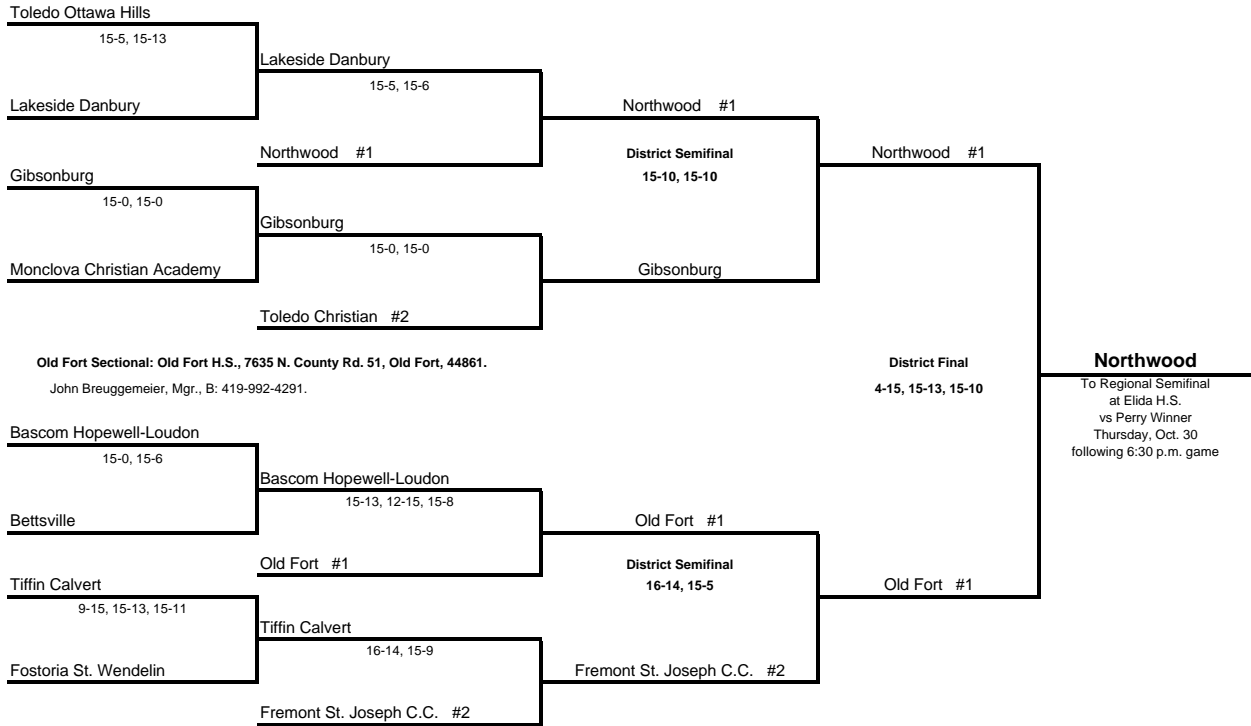 Toledo Ottawa Hills
15-5, 15-13
Lakeside Danbury
15-5, 15-6
Lakeside Danbury
Northwood #1
Northwood #1
District Semifinal
15-10, 15-10
Northwood #1
Gibsonburg
15-0, 15-0
Gibsonburg
15-0, 15-0
Monclova Christian Academy
Gibsonburg
Toledo Christian #2
Old Fort Sectional: Old Fort H.S., 7635 N. County Rd. 51, Old Fort, 44861.
John Breuggemeier, Mgr., B: 419-992-4291.
District Final
4-15, 15-13, 15-10
Northwood
To Regional Semifinal
at Elida H.S.
vs Perry Winner
Thursday, Oct. 30
following 6:30 p.m. game
Bascom Hopewell-Loudon
15-0, 15-6
Bascom Hopewell-Loudon
15-13, 12-15, 15-8
Bettsville
Old Fort #1
Old Fort #1
District Semifinal
16-14, 15-5
Old Fort #1
Tiffin Calvert
9-15, 15-13, 15-11
Tiffin Calvert
16-14, 15-9
Fostoria St. Wendelin
Fremont St. Joseph C.C. #2
Fremont St. Joseph C.C. #2